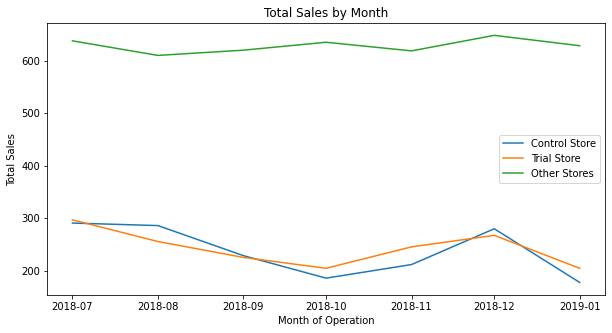 Total Sales by Month
Total Sales
600
500
400
300
200
Control Store
Trial Store
Other Stores
2018-07 2018-08 2018-09 2018-10 2018-11 2018-12 2019-01
Month of Operation